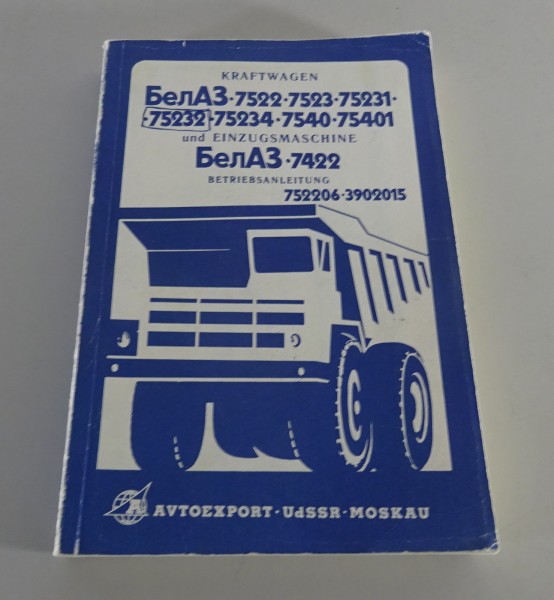 KRAFTWAGEN
БелАЗ·7522·7523·75231·
·75232·75234·7540·75401
und EINZUGSMASCHINE
БелАЗ·7422
BETRIEBSANLEITUNG
752206·3902015
AVTOEXPORT·UdSSR·MOSKAU